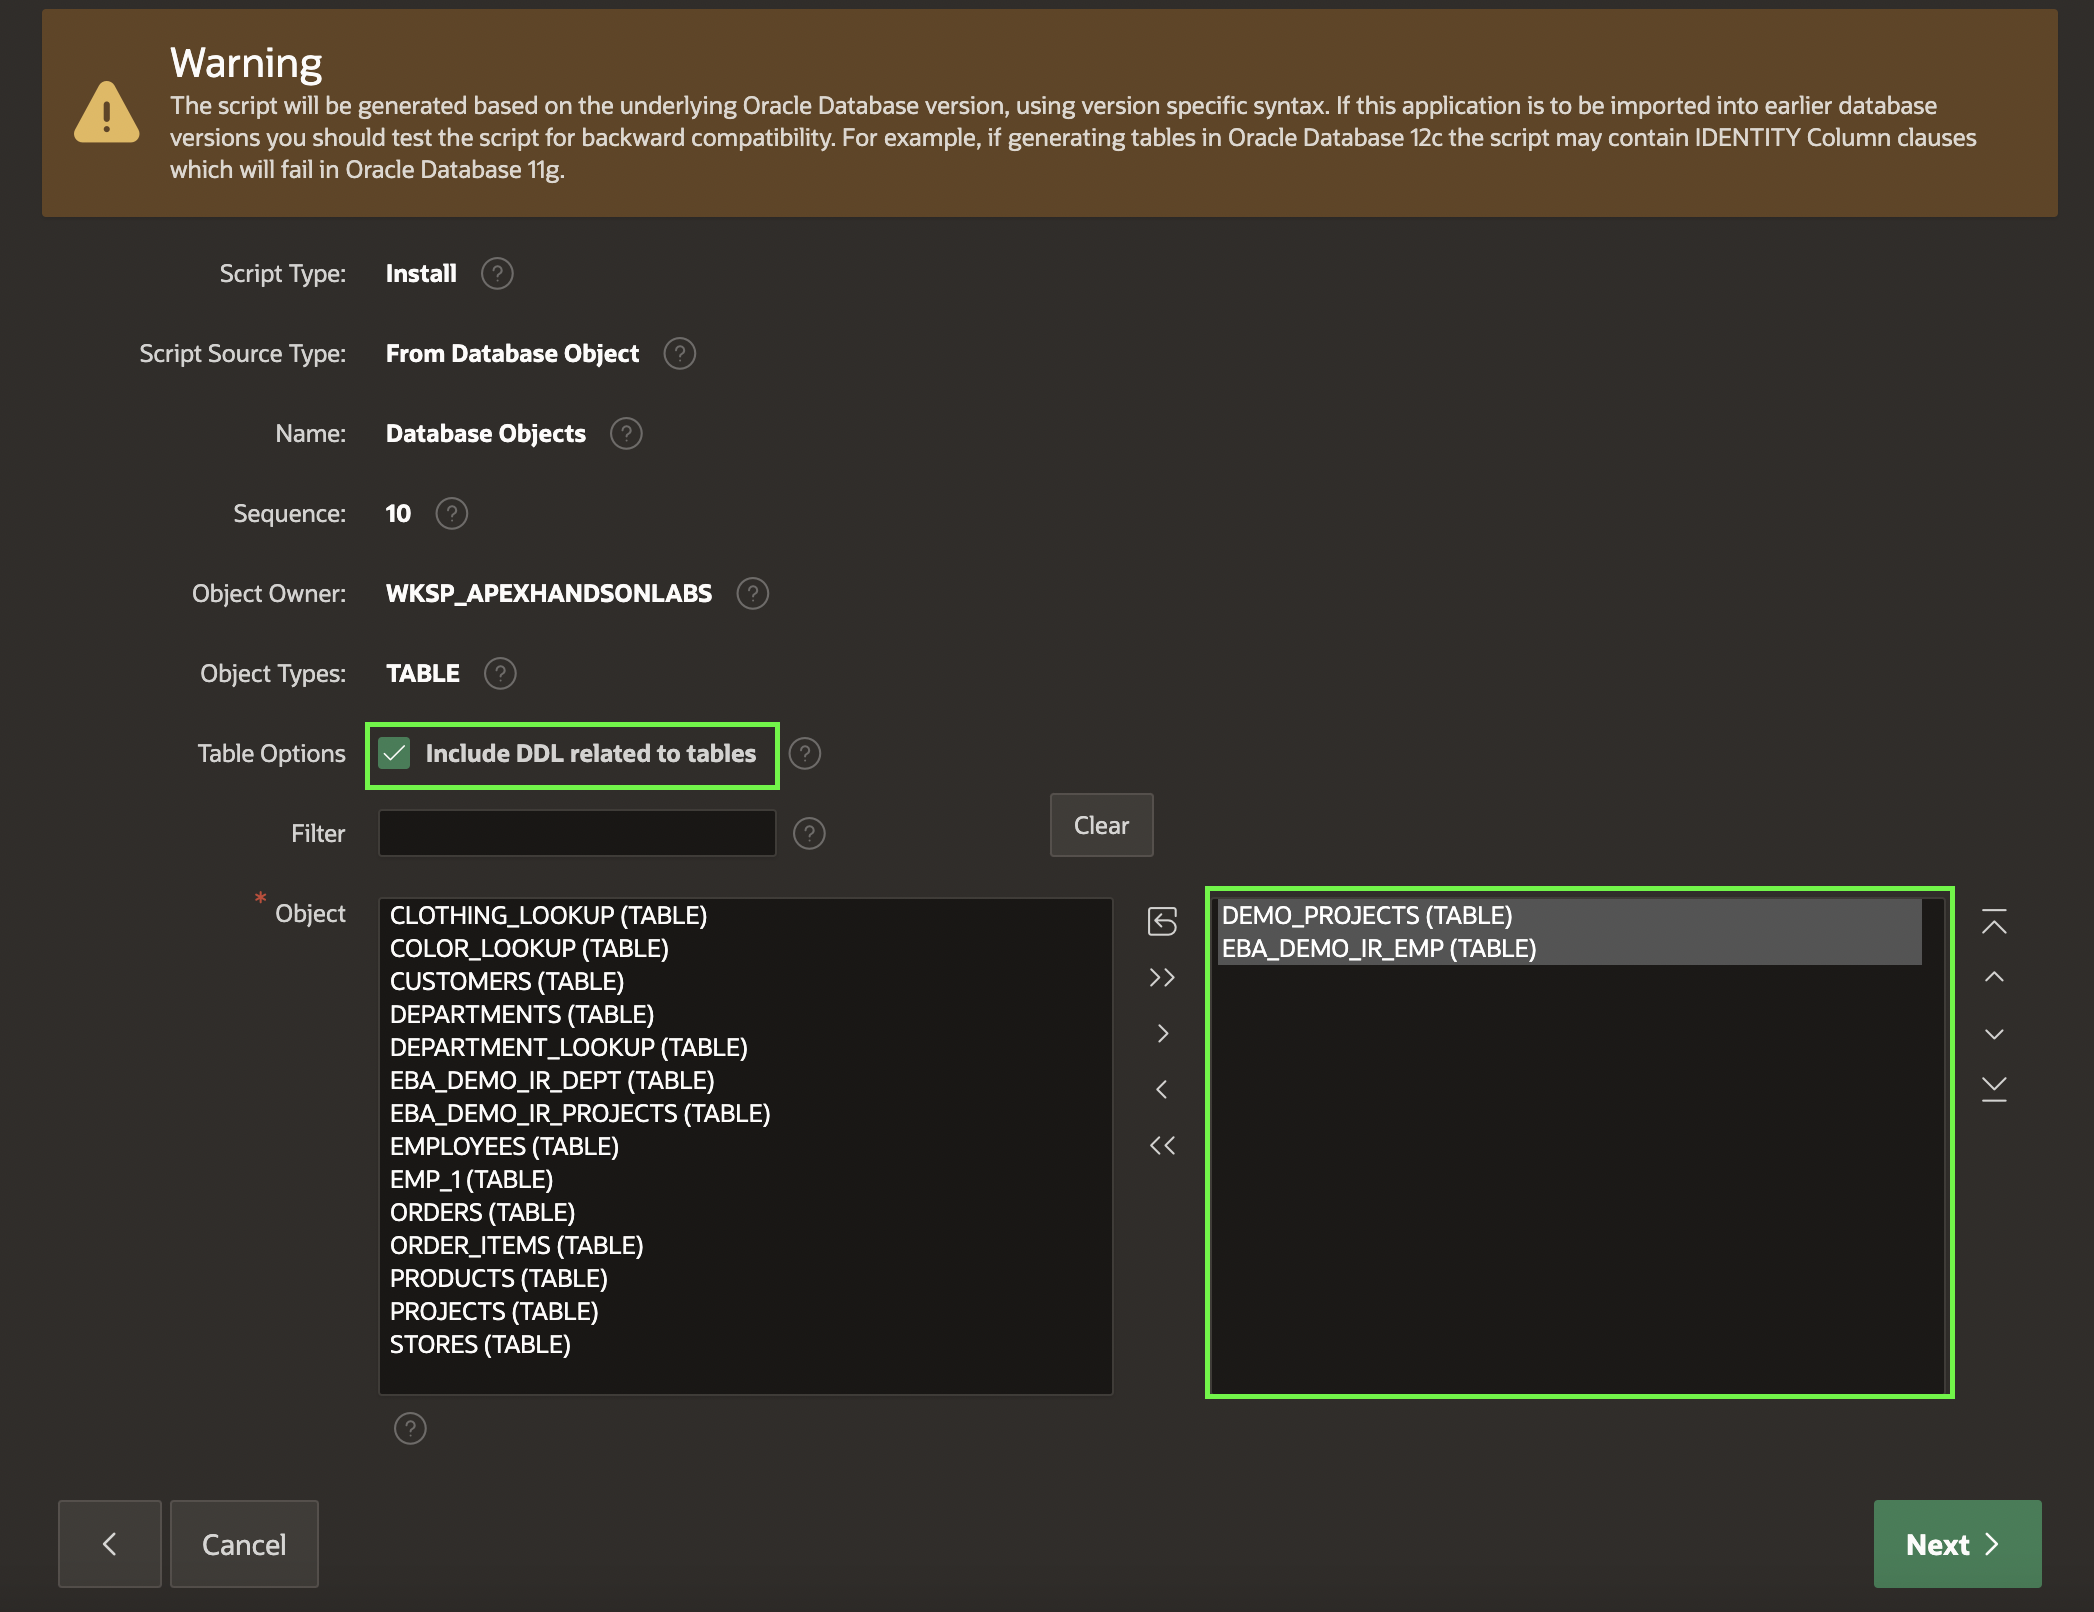 Warning
The script will be generated based on the underlying Oracle Database version, using version specific syntax. If this application is to be imported into earlier database
versions you should test the script for backward compatibility. For example, if generating tables in Oracle Database 12c the script may contain IDENTITY Column clauses
which will fail in Oracle Database 11g.
Script Type: Install ?
Script Source Type: From Database Object ?
Name: Database Objects ?
Sequence: 10 ?
Object Owner: WKSP_APEXHANDSONLABS ?
Object Types: TABLE ?
Table Options Include DDL related to tables ?
Filter ? Clear
* Object
CLOTHING_LOOKUP (TABLE)
COLOR_LOOKUP (TABLE)
CUSTOMERS (TABLE)
DEPARTMENTS (TABLE)
DEPARTMENT_LOOKUP (TABLE)
EBA_DEMO_IR_DEPT (TABLE)
EBA_DEMO_IR_PROJECTS (TABLE)
EMPLOYEES (TABLE)
EMP_1 (TABLE)
ORDERS (TABLE)
ORDER_ITEMS (TABLE)
PRODUCTS (TABLE)
PROJECTS (TABLE)
STORES (TABLE)
DEMO_PROJECTS (TABLE)
EBA_DEMO_IR_EMP (TABLE)
?
Cancel
Next